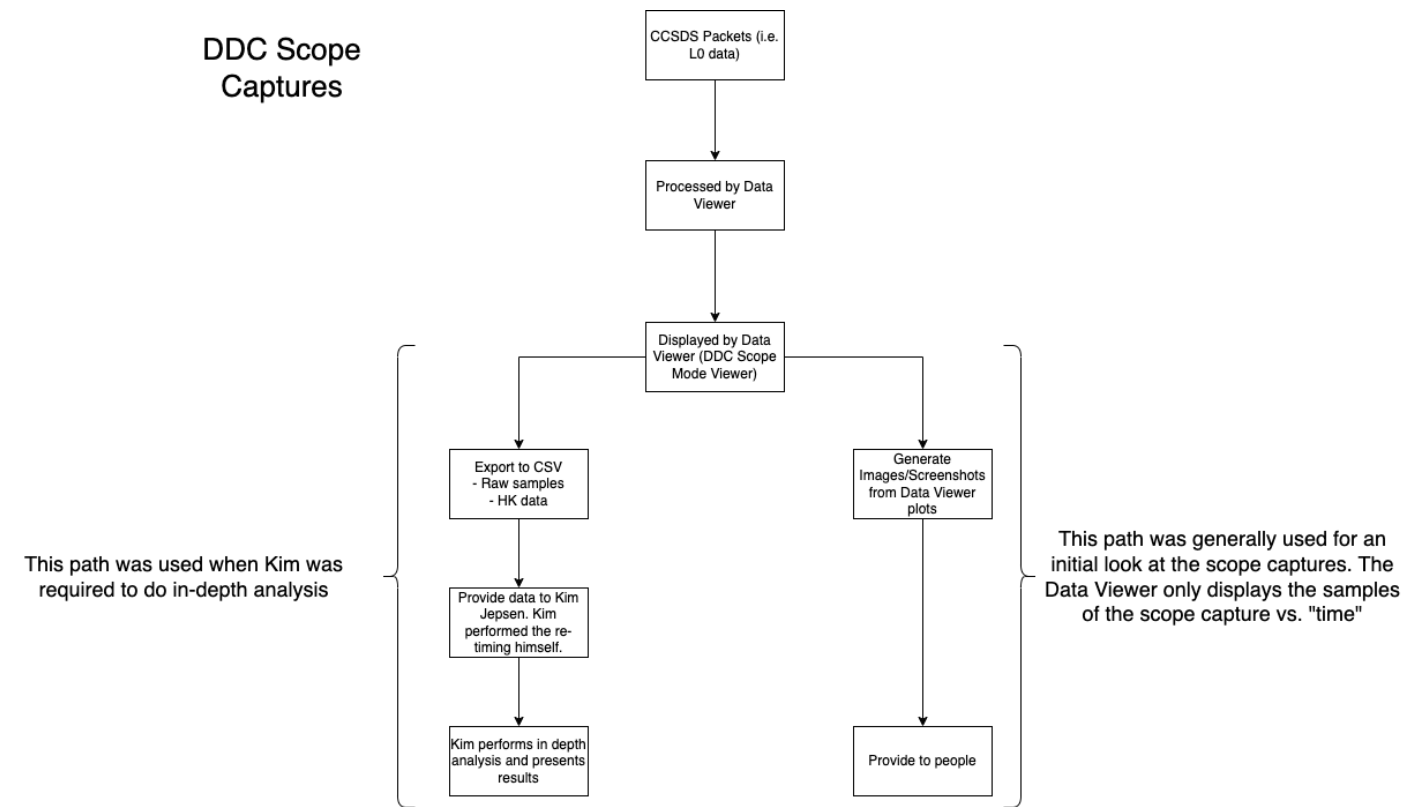 DDC Scope
Captures
CCSDS Packets (i.e.
L0 data)
Processed by Data
Viewer
Displayed by Data
Viewer (DDC Scope
Mode Viewer)
Export to CSV
- Raw samples
- HK data
Generate
Images/Screenshots
from Data Viewer
plots
This path was used when Kim was
required to do in-depth analysis
This path was generally used for an
initial look at the scope captures. The
Data Viewer only displays the samples
of the scope capture vs. "time"
Provide data to Kim
Jepsen. Kim
performed the re-
timing himself.
Kim performs in depth
analysis and presents
results
Provide to people